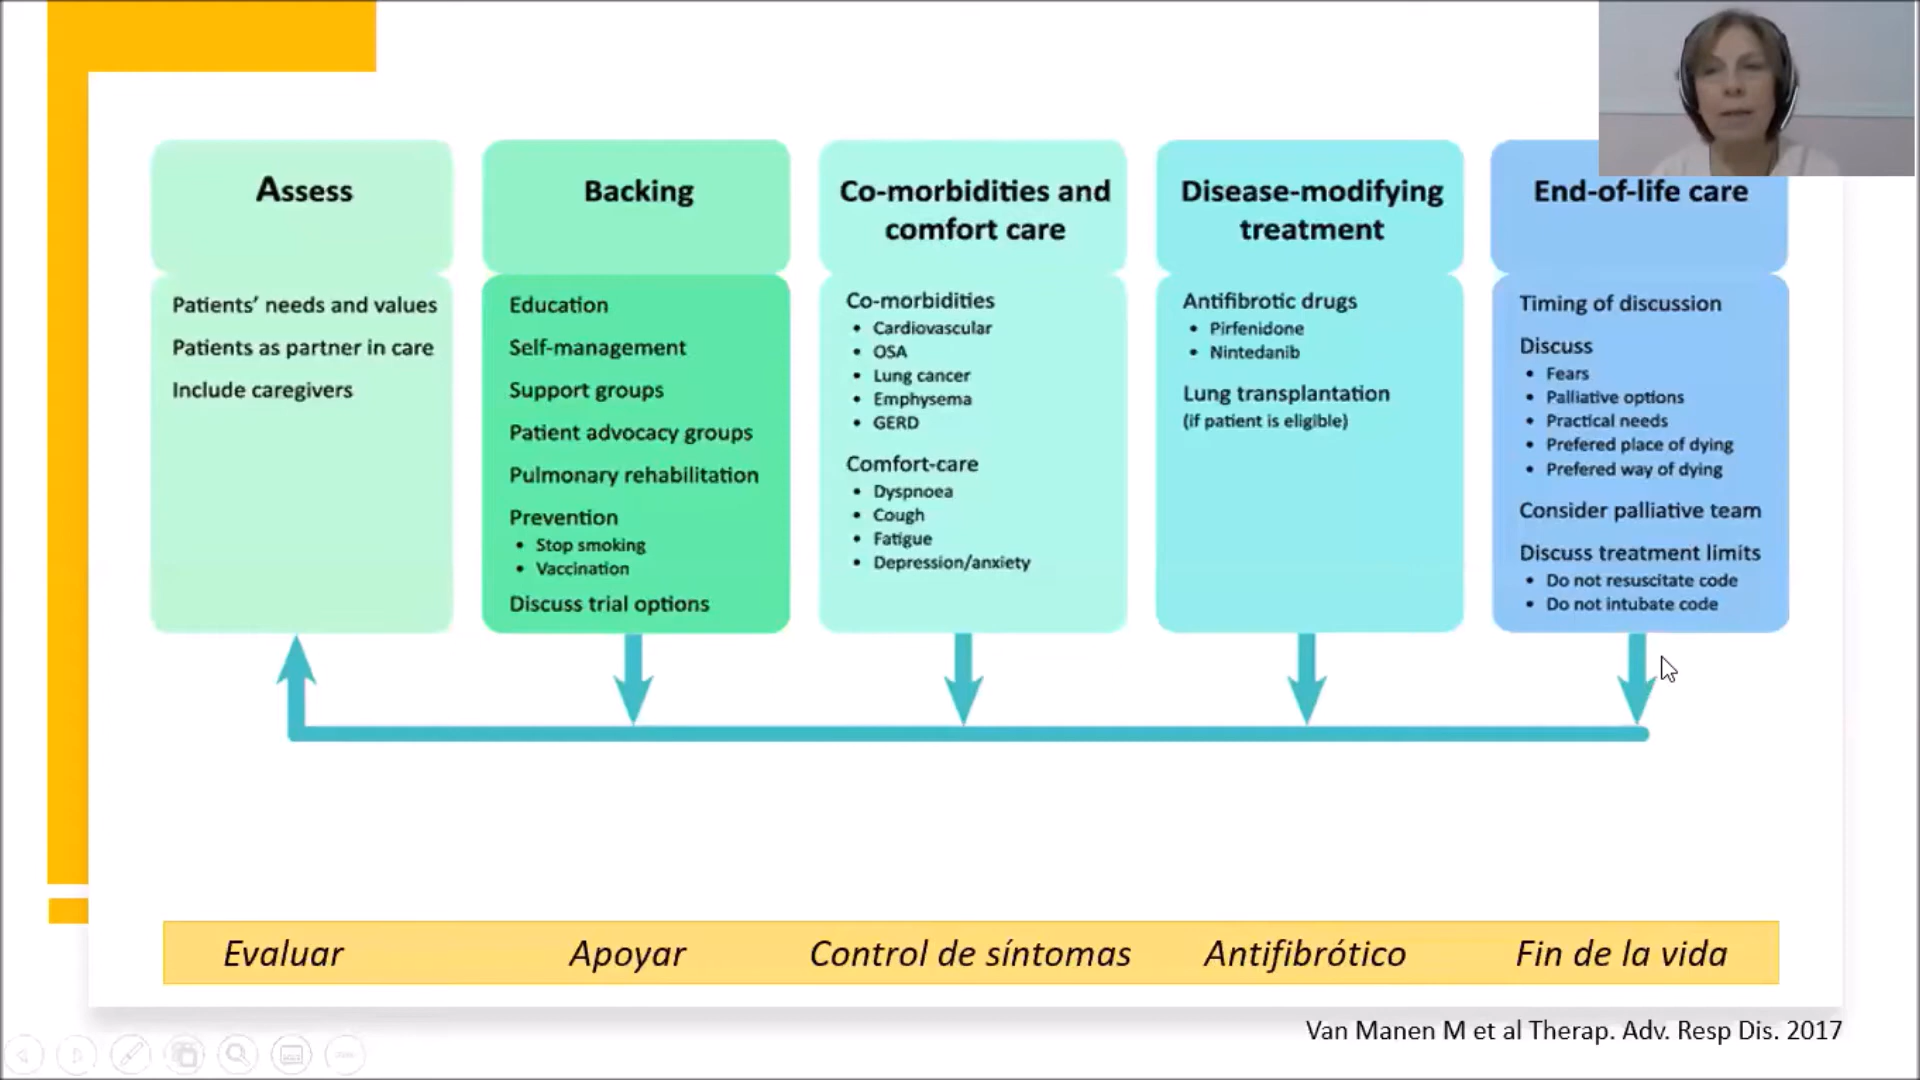 Assess
Patients' needs and values
Patients as partner in care
Include caregivers
Backing
Education
Self-management
Support groups
Patient advocacy groups
Pulmonary rehabilitation
Prevention
• Stop smoking
• Vaccination
Discuss trial options
Co-morbidities and
comfort care
Co-morbidities
• Cardiovascular
• OSA
• Lung cancer
• Emphysema
• GERD
Comfort-care
• Dyspnoea
• Cough
• Fatigue
• Depression/anxiety
Disease-modifying
treatment
Antifibrotic drugs
• Pirfenidone
• Nintedanib
Lung transplantation
(if patient is eligible)
End-of-life care
Timing of discussion
Discuss
• Fears
• Palliative options
• Practical needs
• Prefered place of dying
• Prefered way of dying
Consider palliative team
Discuss treatment limits
• Do not resuscitate code
• Do not intubate code
Evaluar Apoyar Control de síntomas Antifibrótico Fin de la vida
Van Manen M et al Therap. Adv. Resp Dis. 2017